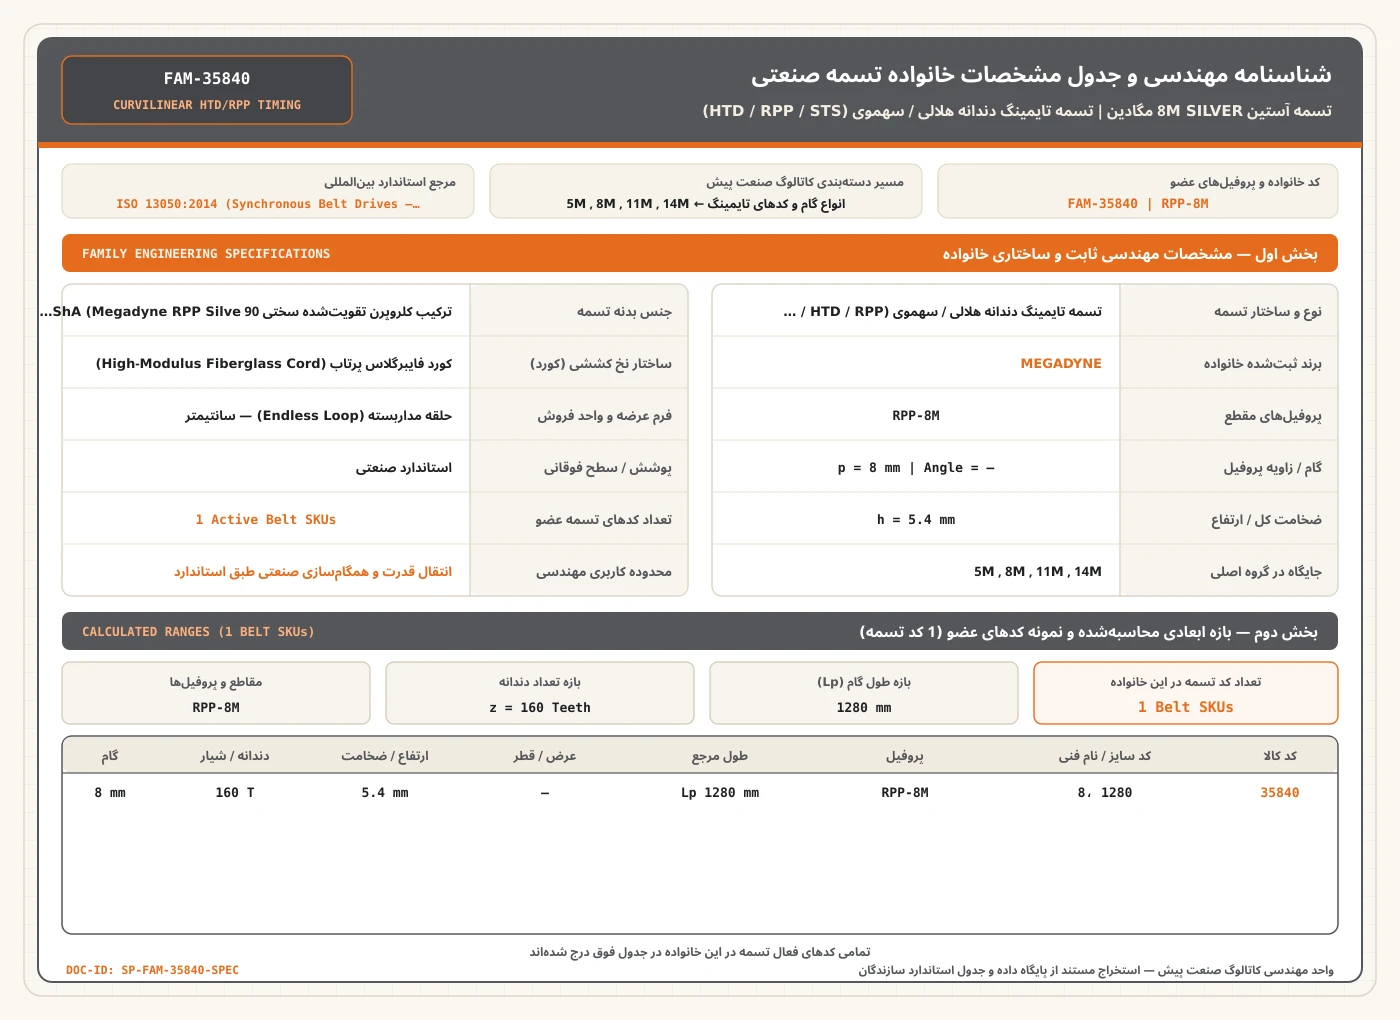 شناسنامه مهندسی و جدول مشخصات خانواده تسمه صنعتی
تسمه آستین 8M SILVER مگادین | تسمه تایمینگ دندانه هلالی / سهموی (HTD / RPP / STS)
FAM-35840
CURVILINEAR HTD/RPP TIMING
کد خانواده و پروفیل‌های عضو
FAM-35840 | RPP-8M
مسیر دسته‌بندی کاتالوگ صنعت پیش
انواع گام و کدهای تایمینگ ← 5M , 8M , 11M , 14M
مرجع استاندارد بین‌المللی
ISO 13050:2014 (Synchronous Belt Drives —…
بخش اول — مشخصات مهندسی ثابت و ساختاری خانواده
FAMILY ENGINEERING SPECIFICATIONS
نوع و ساختار تسمه
تسمه تایمینگ دندانه هلالی / سهموی (HTD / RPP / …
برند ثبت‌شده خانواده
MEGADYNE
پروفیل‌های مقطع
RPP-8M
گام / زاویه پروفیل
p = 8 mm | Angle = —
ضخامت کل / ارتفاع
h = 5.4 mm
جایگاه در گروه اصلی
5M , 8M , 11M , 14M
جنس بدنه تسمه
ترکیب کلروپرن تقویت‌شده سختی 90 ShA (Megadyne RPP Silve…
ساختار نخ کششی (کورد)
کورد فایبرگلاس پرتاب (High-Modulus Fiberglass Cord)
فرم عرضه و واحد فروش
حلقه مداربسته (Endless Loop) — سانتیمتر
پوشش / سطح فوقانی
استاندارد صنعتی
تعداد کدهای تسمه عضو
1 Active Belt SKUs
محدوده کاربری مهندسی
انتقال قدرت و همگام‌سازی صنعتی طبق استاندارد
بخش دوم — بازه ابعادی محاسبه‌شده و نمونه کدهای عضو (1 کد تسمه)
CALCULATED RANGES (1 BELT SKUs)
تعداد کد تسمه در این خانواده
1 Belt SKUs
بازه طول گام (Lp)
1280 mm
بازه تعداد دندانه
z = 160 Teeth
مقاطع و پروفیل‌ها
RPP-8M
کد کالا کد سایز / نام فنی پروفیل طول مرجع عرض / قطر ارتفاع / ضخامت دندانه / شیار گام
35840 8، 1280 RPP-8M Lp 1280 mm — 5.4 mm 160 T 8 mm
تمامی کدهای فعال تسمه در این خانواده در جدول فوق درج شده‌اند
واحد مهندسی کاتالوگ صنعت پیش — استخراج مستند از پایگاه داده و جدول استاندارد سازندگان
DOC-ID: SP-FAM-35840-SPEC